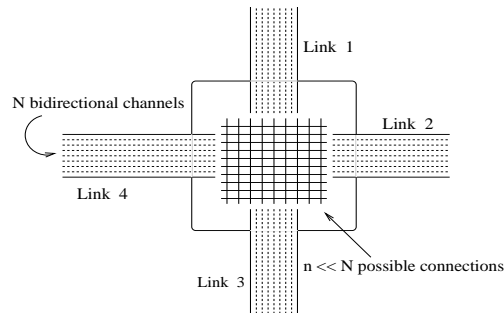 Link 1
N bidirectional channels
Link 2
Link 4
Link 3
n << N possible connections